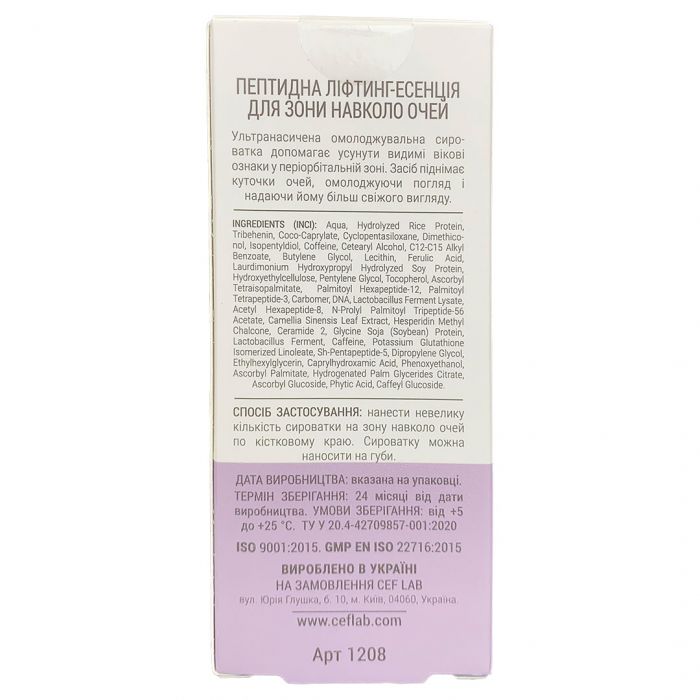 ПЕПТИДНА ЛІФТИНГ-ЕСЕНЦІЯ
ДЛЯ ЗОНИ НАВКОЛО ОЧЕЙ
Ультранасичена омолоджувальна сиро-
ватка допомагає усунути видимі вікові
ознаки у періорбітальній зоні. Засіб піднімає
куточки очей, омолоджуючи погляд і
надаючи йому більш свіжого вигляду.
INGREDIENTS (INCI): Aqua, Hydrolyzed Rice Protein,
Tribehenin, Coco-Caprylate, Cyclopentasiloxane, Dimethico-
nol, Isopentyldiol, Coffeine, Cetearyl Alcohol, C12-C15 Alkyl
Benzoate, Butylene Glycol, Lecithin, Ferulic Acid,
Laurdimonium Hydroxypropyl Hydrolyzed Soy Protein,
Hydroxyethylcellulose, Pentylene Glycol, Tocopherol, Ascorbyl
Tetraisopalmitate, Palmitoyl Hexapeptide-12, Palmitoyl
Tetrapeptide-3, Carbomer, DNA, Lactobacillus Ferment Lysate,
Acetyl Hexapeptide-8, N-Prolyl Palmitoyl Tripeptide-56
Acetate, Camellia Sinensis Leaf Extract, Hesperidin Methyl
Chalcone, Ceramide 2, Glycine Soja (Soybean) Protein,
Lactobacillus Ferment, Caffeine, Potassium Glutathione
Isomerized Linoleate, Sh-Pentapeptide-5, Dipropylene Glycol,
Ethylhexylglycerin, Caprylhydroxamic Acid, Phenoxyethanol,
Ascorbyl Palmitate, Hydrogenated Palm Glycerides Citrate,
Ascorbyl Glucoside, Phytic Acid, Caffeyl Glucoside.
СПОСІБ ЗАСТОСУВАННЯ: нанести невелику
кількість сироватки на зону навколо очей
по кістковому краю. Сироватку можна
наносити на губи.
ДАТА ВИРОБНИЦТВА: вказана на упаковці.
ТЕРМІН ЗБЕРІГАННЯ: 24 місяці від дати
виробництва. УМОВИ ЗБЕРІГАННЯ: від +5
до +25 °C. ТУ У 20.4-42709857-001:2020
ISO 9001:2015. GMP EN ISO 22716:2015
ВИРОБЛЕНО В УКРАЇНІ
НА ЗАМОВЛЕННЯ CEF LAB
вул. Юрія Глушка, б. 10, м. Київ, 04060, Україна.
www.ceflab.com
Арт 1208